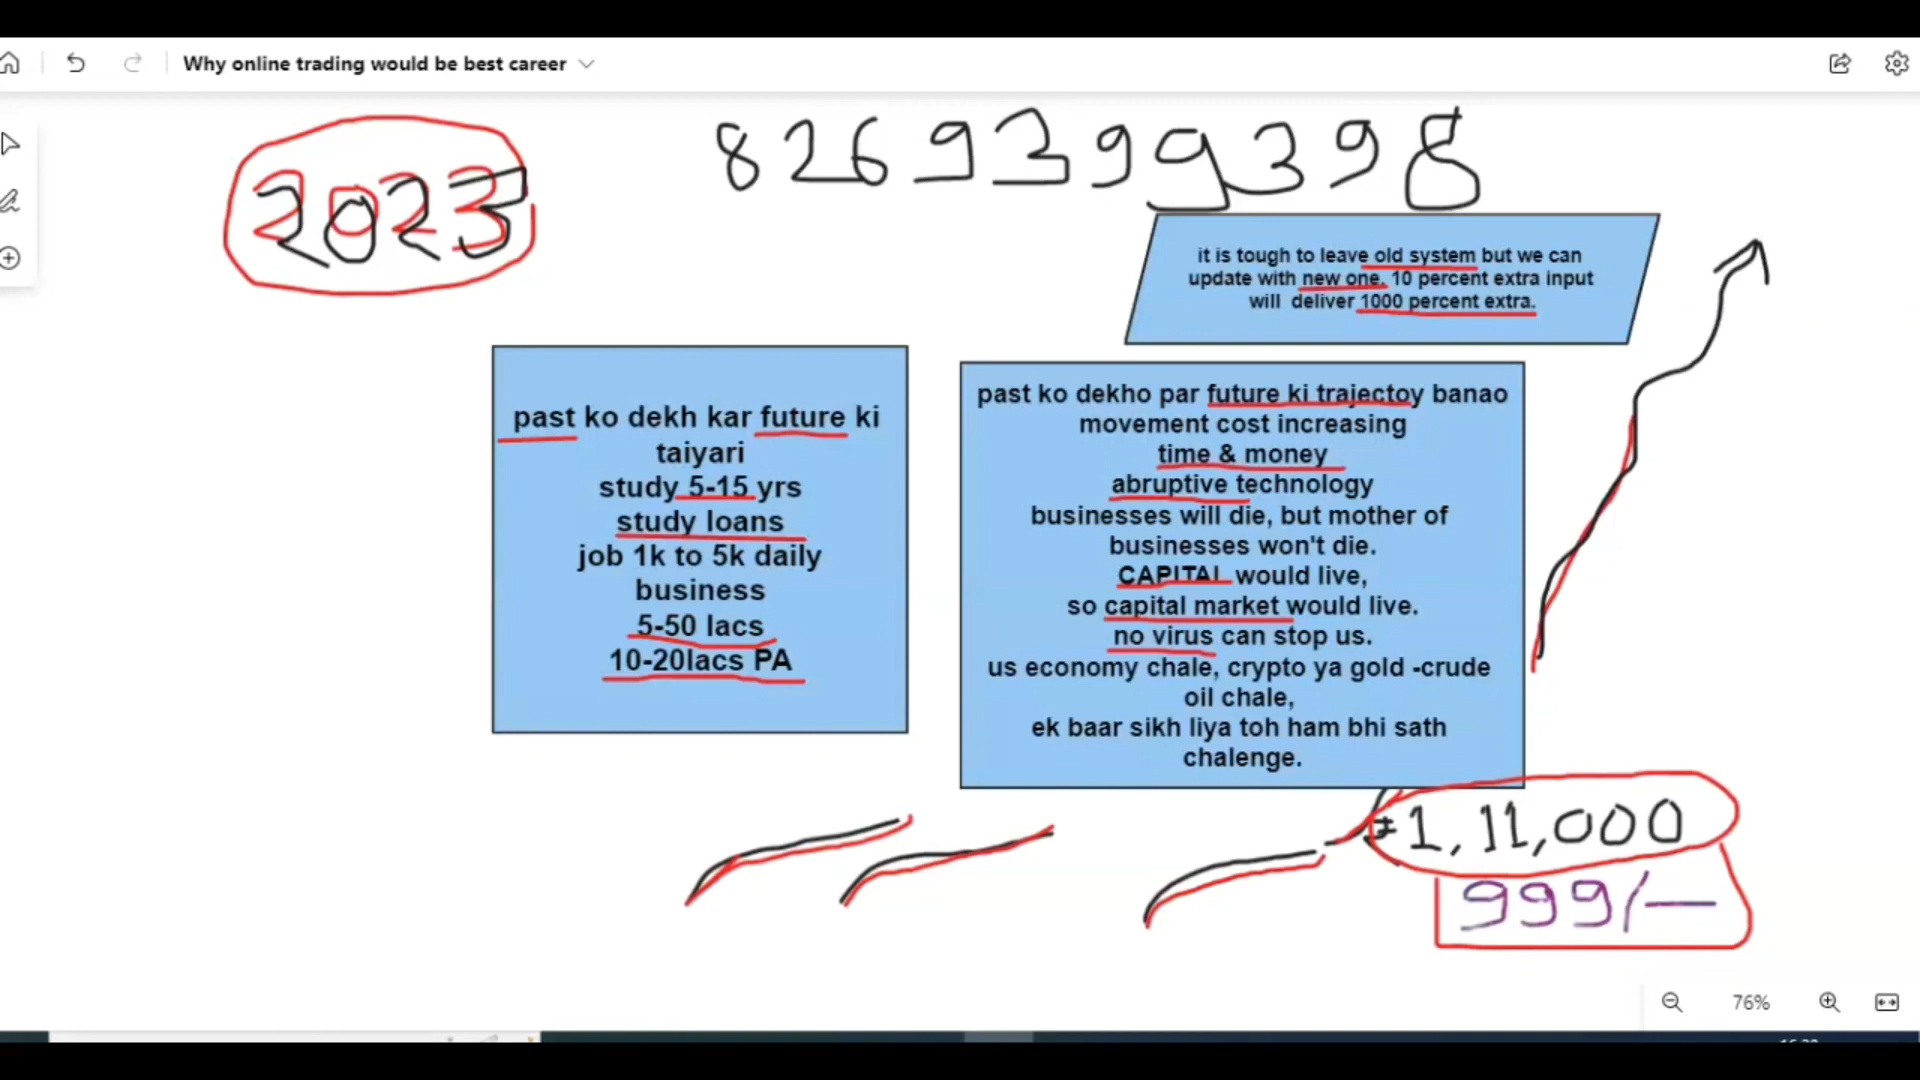 Why online trading would be best career
2023
8269399398
it is tough to leave old system but we can
update with new one. 10 percent extra input
will deliver 1000 percent extra.
past ko dekh kar future ki
taiyari
study 5-15 yrs
study loans
job 1k to 5k daily
business
5-50 lacs
10-20lacs PA
past ko dekho par future ki trajectoy banao
movement cost increasing
time & money
abruptive technology
businesses will die, but mother of
businesses won't die.
CAPITAL would live,
so capital market would live.
no virus can stop us.
us economy chale, crypto ya gold -crude
oil chale,
ek baar sikh liya toh ham bhi sath
chalenge.
1,11,000
999/-
76%